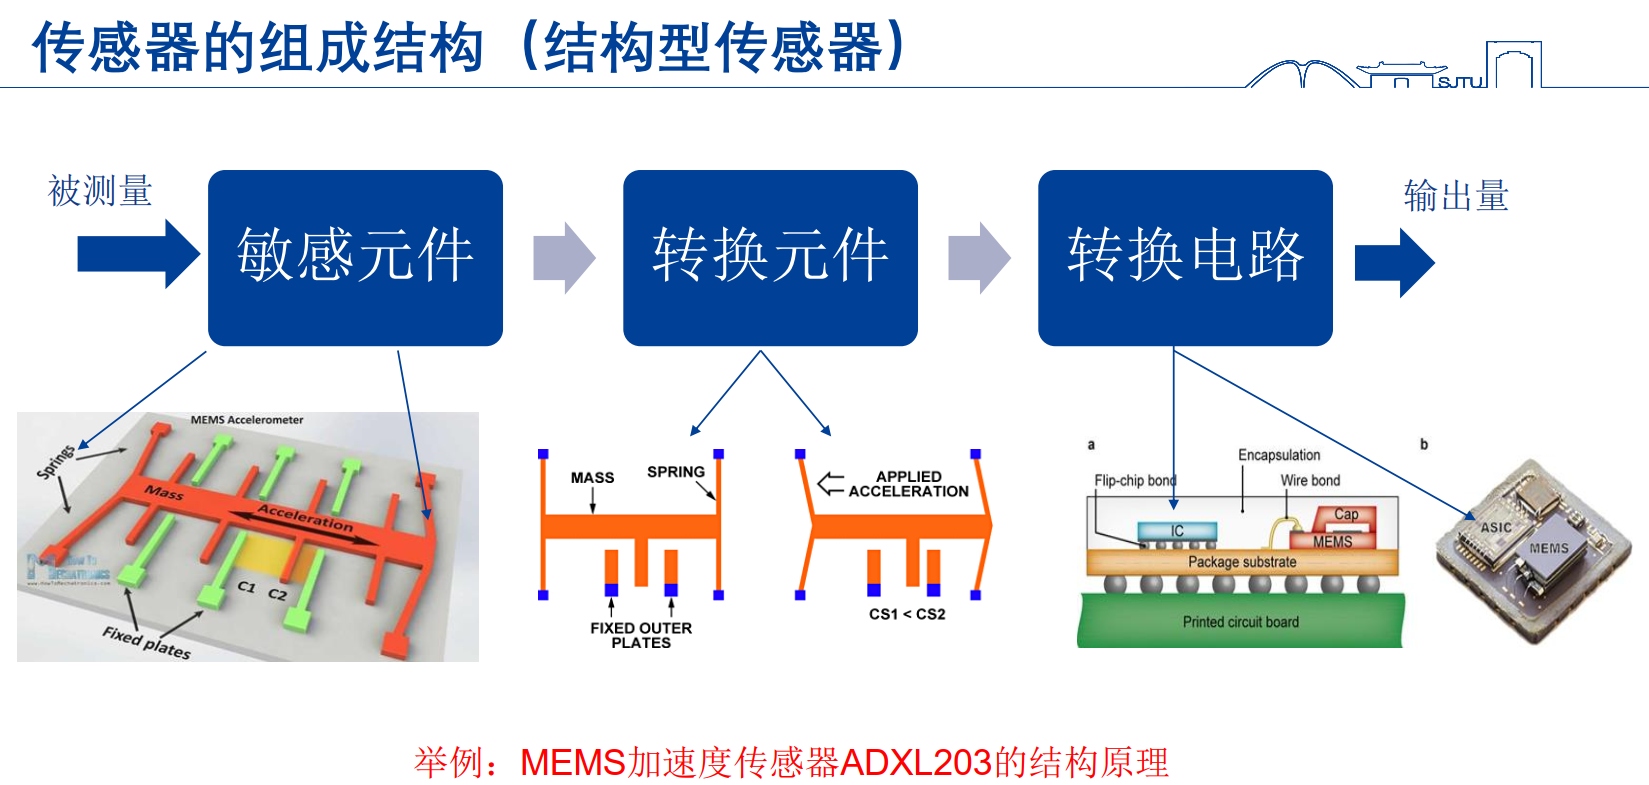 传感器的组成结构（结构型传感器）
SJTU
被测量
敏感元件
转换元件
转换电路
输出量
MEMS Accelerometer
Springs
Mass
Acceleration
C1 C2
Fixed plates
www.HowToMechatronics.com
MASS
SPRING
FIXED OUTER
PLATES
APPLIED
ACCELERATION
CS1 < CS2
a
Encapsulation
Flip-chip bond
Wire bond
IC
Cap
MEMS
Package substrate
Printed circuit board
b
ASIC
MEMS
举例：MEMS加速度传感器ADXL203的结构原理